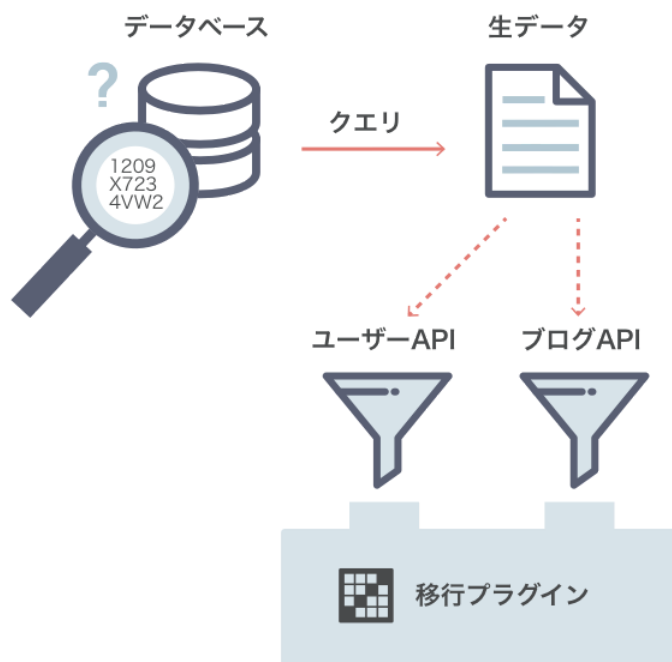 データベース
生データ
?
クエリ
1209
X723
4VW2
ユーザーAPI
ブログAPI
移行プラグイン